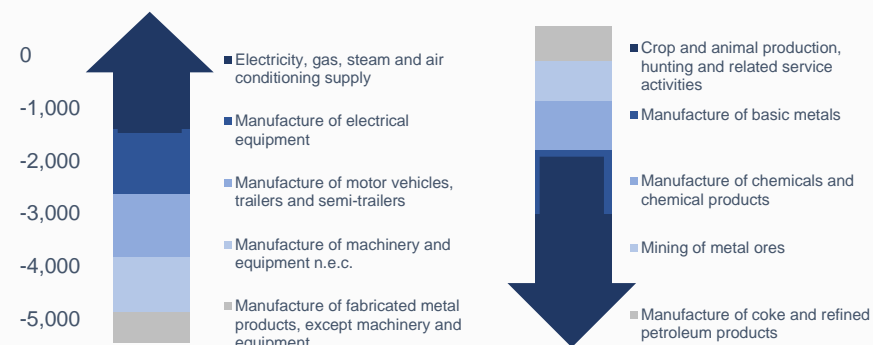 0
-1,000
-2,000
-3,000
-4,000
-5,000
Electricity, gas, steam and air
conditioning supply
Manufacture of electrical
equipment
Manufacture of motor vehicles,
trailers and semi-trailers
Manufacture of machinery and
equipment n.e.c.
Manufacture of fabricated metal
products, except machinery and
equipment
Crop and animal production,
hunting and related service
activities
Manufacture of basic metals
Manufacture of chemicals and
chemical products
Mining of metal ores
Manufacture of coke and refined
petroleum products